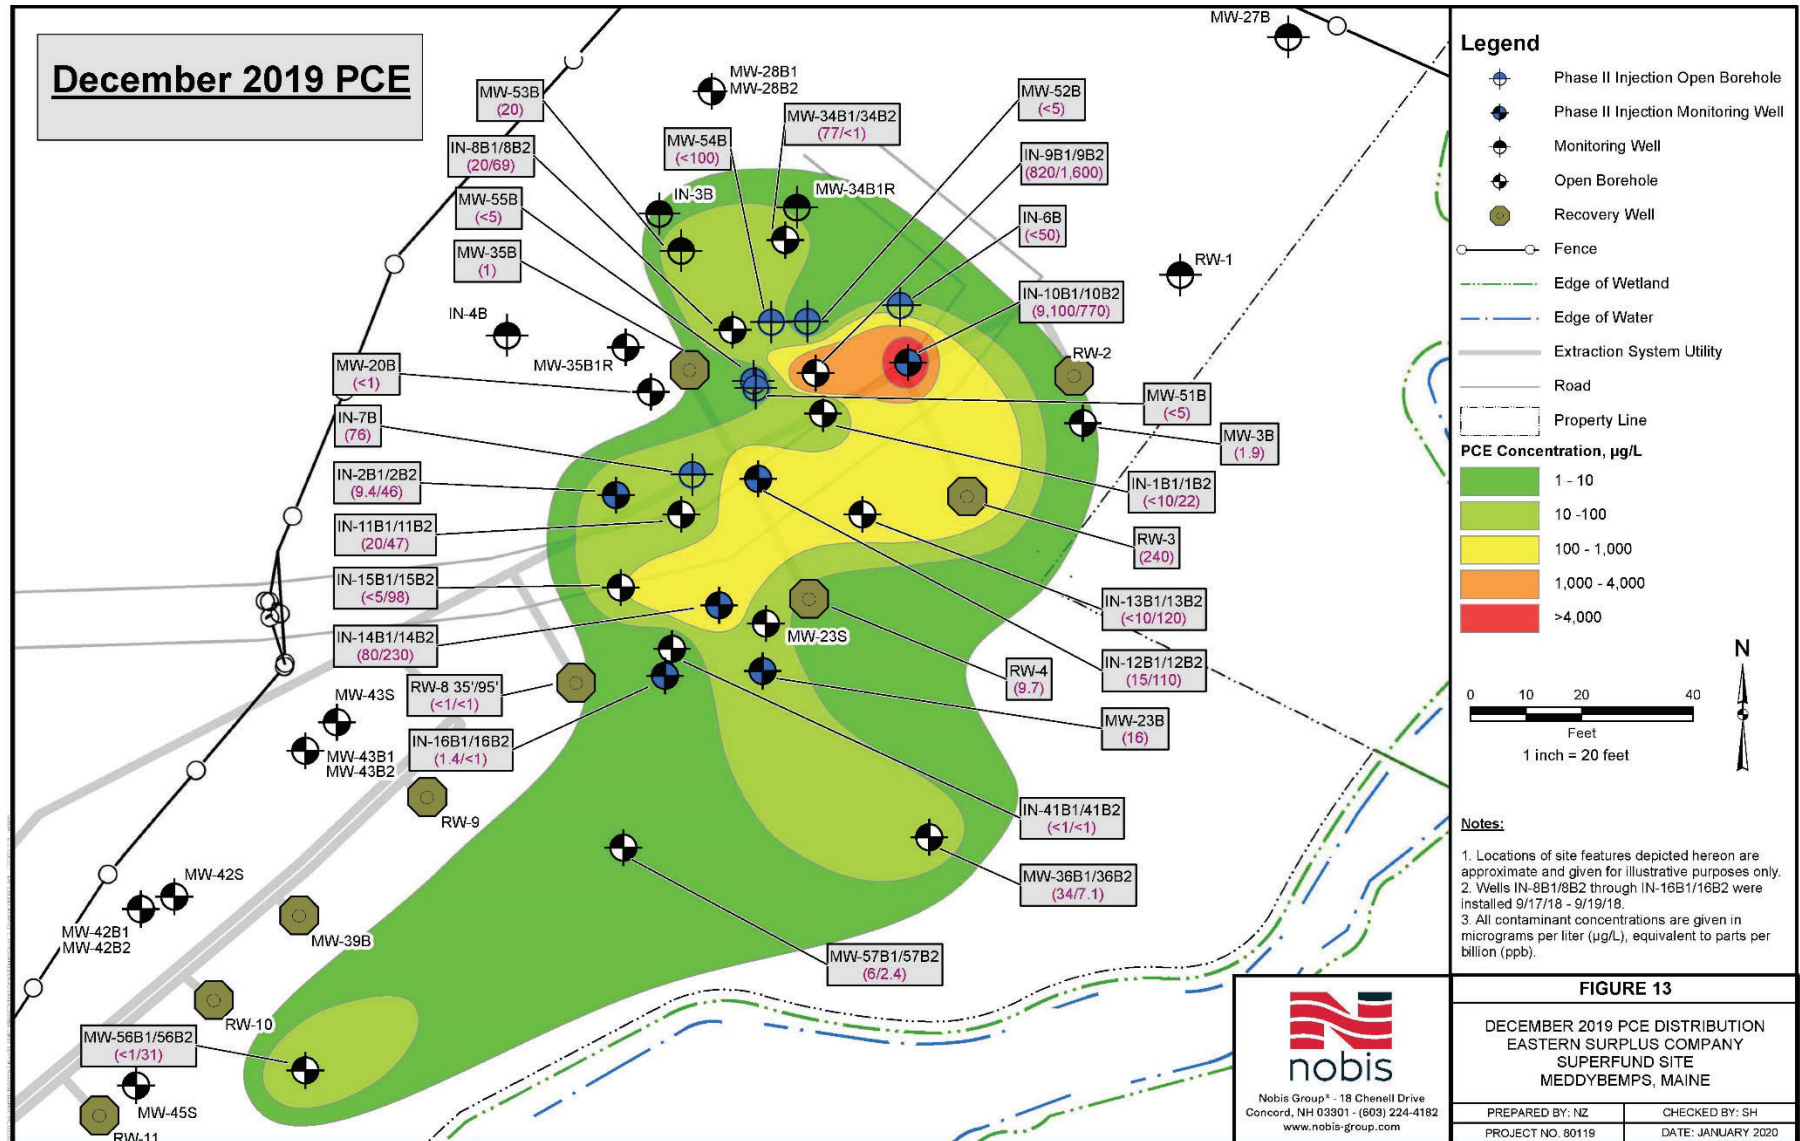 December 2019 PCE
MW-27B
MW-28B1
MW-28B2
MW-53B
(20)
MW-52B
(<5)
MW-34B1/34B2
(77/<1)
IN-8B1/8B2
(20/69)
MW-54B
(<100)
IN-9B1/9B2
(820/1,600)
IN-3B
MW-34B1R
MW-55B
(<5)
IN-6B
(<50)
MW-35B
(1)
RW-1
IN-10B1/10B2
(9,100/770)
IN-4B
MW-35B1R
RW-2
MW-20B
(<1)
MW-51B
(<5)
IN-7B
(76)
MW-3B
(1.9)
IN-2B1/2B2
(9.4/46)
IN-1B1/1B2
(<10/22)
IN-11B1/11B2
(20/47)
RW-3
(240)
IN-15B1/15B2
(<5/98)
IN-13B1/13B2
(<10/120)
IN-14B1/14B2
(80/230)
MW-23S
IN-12B1/12B2
(15/110)
RW-4
(9.7)
RW-8 35'/95'
(<1/<1)
MW-43S
MW-23B
(16)
IN-16B1/16B2
(1.4/<1)
MW-43B1
MW-43B2
RW-9
IN-41B1/41B2
(<1/<1)
MW-36B1/36B2
(34/7.1)
MW-42S
MW-42B1
MW-42B2
MW-39B
MW-57B1/57B2
(6/2.4)
RW-10
MW-56B1/56B2
(<1/31)
MW-45S
RW-11
Legend
Phase II Injection Open Borehole
Phase II Injection Monitoring Well
Monitoring Well
Open Borehole
Recovery Well
Fence
Edge of Wetland
Edge of Water
Extraction System Utility
Road
Property Line
PCE Concentration, µg/L
1 - 10
10 -100
100 - 1,000
1,000 - 4,000
>4,000
N
0 10 20 40
Feet
1 inch = 20 feet
Notes:
1. Locations of site features depicted hereon are
approximate and given for illustrative purposes only.
2. Wells IN-8B1/8B2 through IN-16B1/16B2 were
installed 9/17/18 - 9/19/18.
3. All contaminant concentrations are given in
micrograms per liter (µg/L), equivalent to parts per
billion (ppb).
nobis
Nobis Group® - 18 Chenell Drive
Concord, NH 03301 - (603) 224-4182
www.nobis-group.com
FIGURE 13
DECEMBER 2019 PCE DISTRIBUTION
EASTERN SURPLUS COMPANY
SUPERFUND SITE
MEDDYBEMPS, MAINE
PREPARED BY: NZ
CHECKED BY: SH
PROJECT NO. 80119
DATE: JANUARY 2020